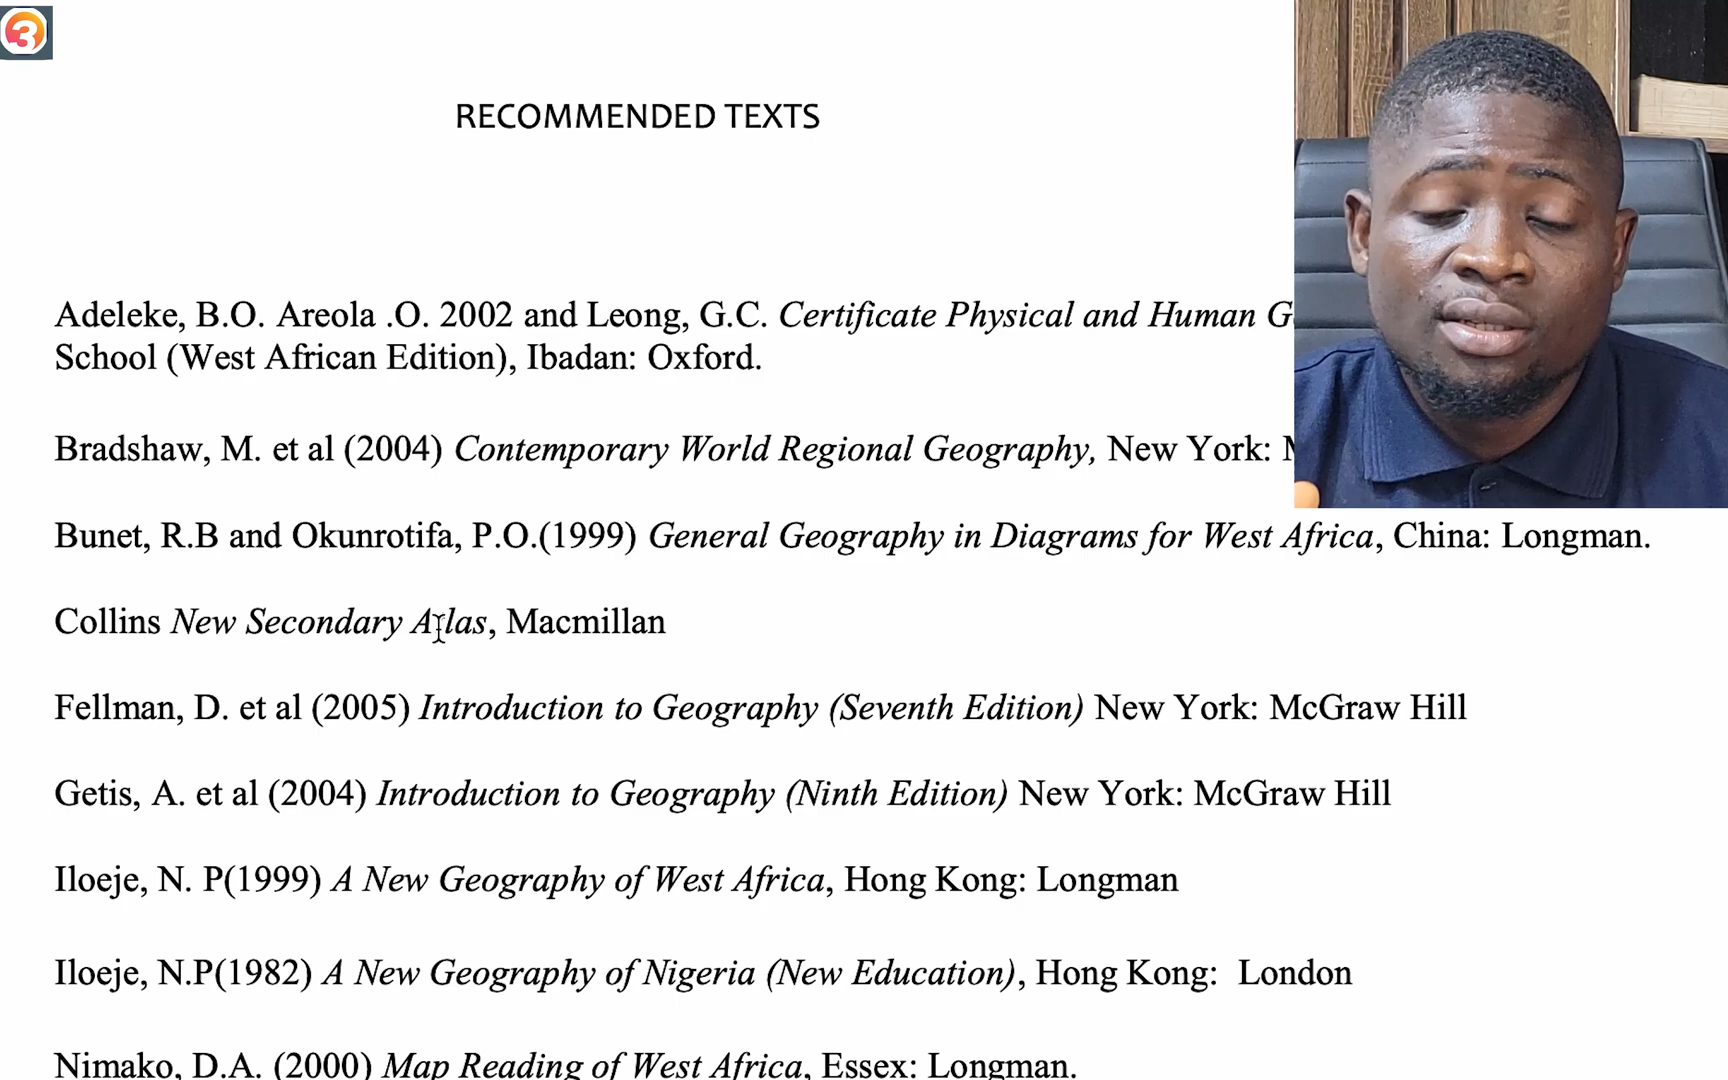 3
RECOMMENDED TEXTS
Adeleke, B.O. Areola .O. 2002 and Leong, G.C. Certificate Physical and Human
School (West African Edition), Ibadan: Oxford.
Bradshaw, M. et al (2004) Contemporary World Regional Geography, New York:
Bunet, R.B and Okunrotifa, P.O.(1999) General Geography in Diagrams for West Africa, China: Longman.
Collins New Secondary Atlas, Macmillan
Fellman, D. et al (2005) Introduction to Geography (Seventh Edition) New York: McGraw Hill
Getis, A. et al (2004) Introduction to Geography (Ninth Edition) New York: McGraw Hill
Iloeje, N. P(1999) A New Geography of West Africa, Hong Kong: Longman
Iloeje, N.P(1982) A New Geography of Nigeria (New Education), Hong Kong: London
Nimako, D.A. (2000) Map Reading of West Africa, Essex: Longman.